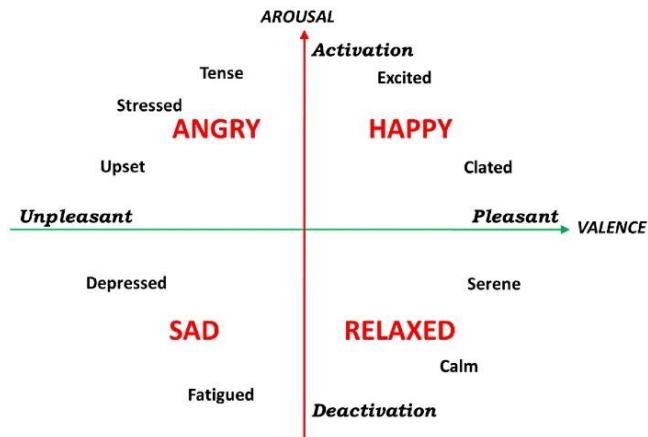 AROUSAL
Activation
Tense
Excited
Stressed
ANGRY
HAPPY
Upset
Clated
Unpleasant
Pleasant
VALENCE
Depressed
Serene
SAD
RELAXED
Calm
Fatigued
Deactivation